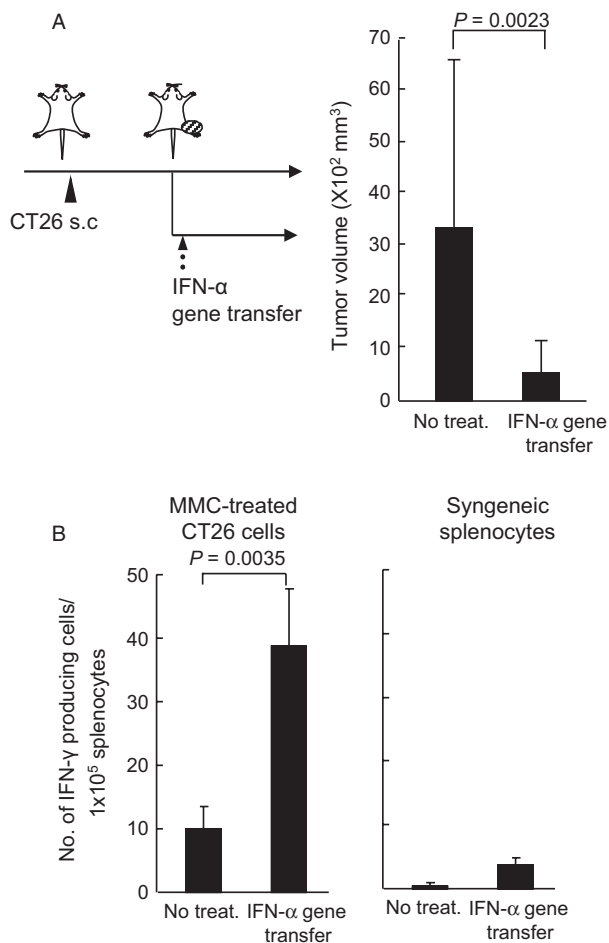 A
CT26 s.c
IFN-α
gene transfer
P = 0.0023
Tumor volume (X10² mm³)
70
60
50
40
30
20
10
0
No treat.
IFN-α gene
transfer
B
MMC-treated
CT26 cells
P = 0.0035
No. of IFN-γ producing cells/
1x10⁵ splenocytes
50
40
30
20
10
0
No treat.
IFN-α gene
transfer
Syngeneic
splenocytes
No treat.
IFN-α gene
transfer